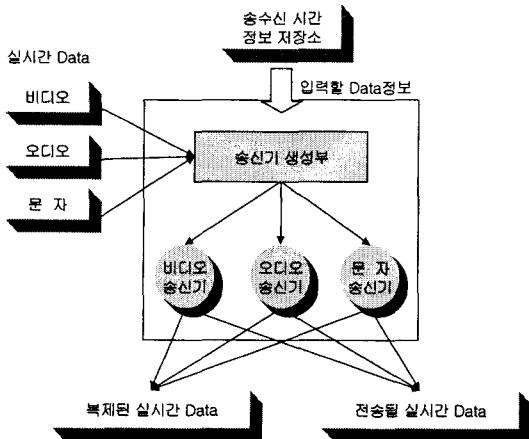 송수신 시간
정보 저장소
실시간 Data
입력할 Data정보
비디오
오디오
문 자
송신기 생성부
비디오
송신기
오디오
송신기
문 자
송신기
복제된 실시간 Data
전송될 실시간 Data